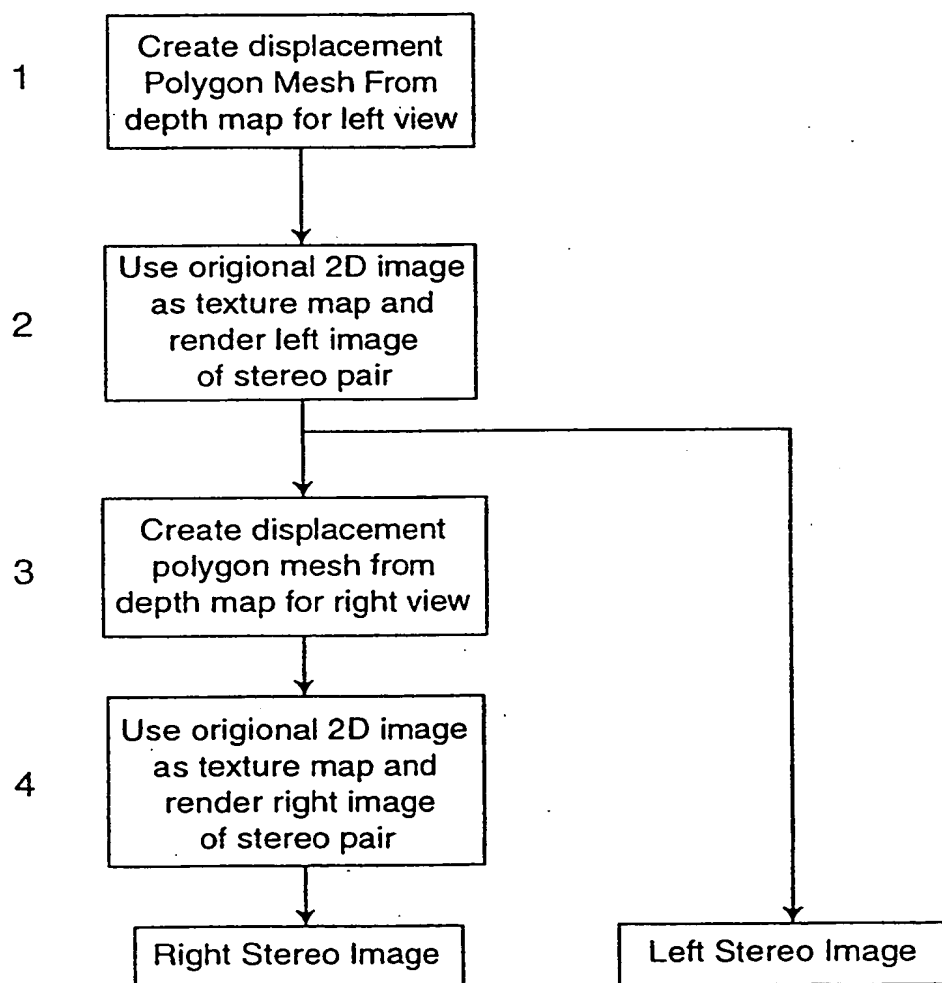 1
Create displacement
Polygon Mesh From
depth map for left view
2
Use origional 2D image
as texture map and
render left image
of stereo pair
3
Create displacement
polygon mesh from
depth map for right view
4
Use origional 2D image
as texture map and
render right image
of stereo pair
Right Stereo Image
Left Stereo Image